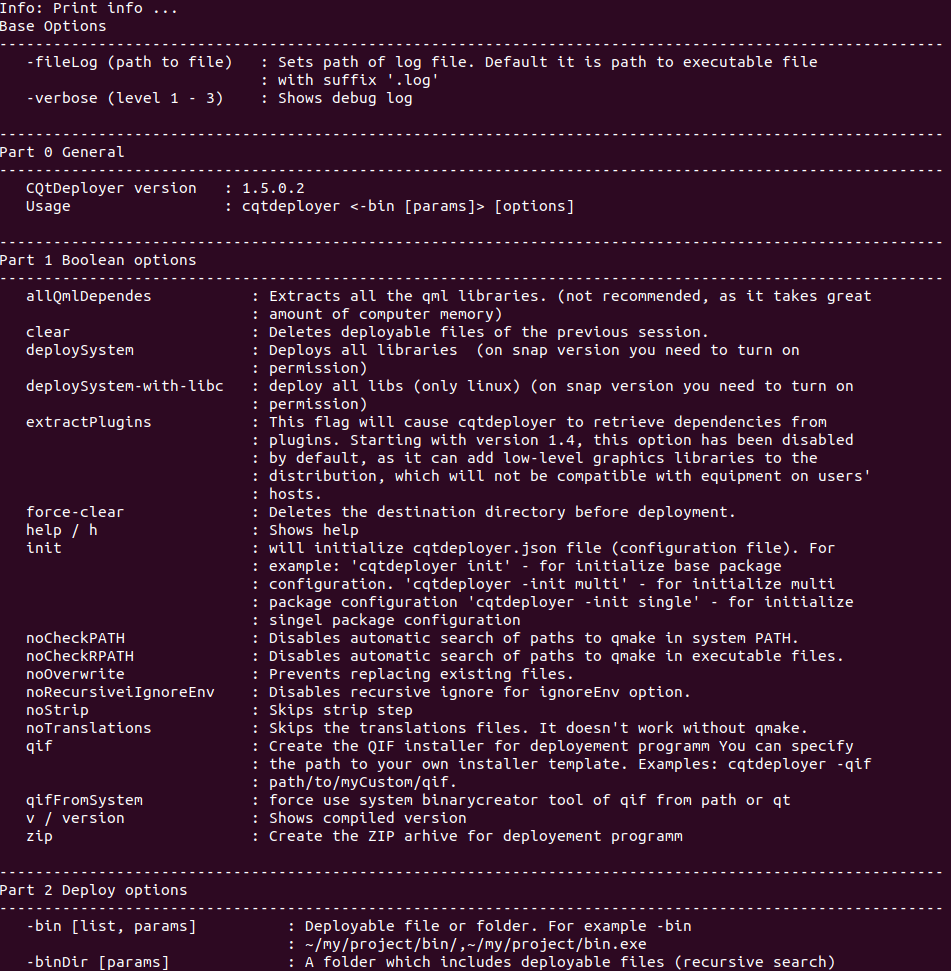 Info: Print info ...
Base Options
---------------------------------------------------------------------------------------------------------
-fileLog (path to file)   : Sets path of log file. Default it is path to executable file
: with suffix '.log'
-verbose (level 1 - 3)    : Shows debug log
---------------------------------------------------------------------------------------------------------
Part 0 General
---------------------------------------------------------------------------------------------------------
CQtDeployer version   : 1.5.0.2
Usage                 : cqtdeployer <-bin [params]> [options]
---------------------------------------------------------------------------------------------------------
Part 1 Boolean options
---------------------------------------------------------------------------------------------------------
allQmlDependes           : Extracts all the qml libraries. (not recommended, as it takes great
: amount of computer memory)
clear                    : Deletes deployable files of the previous session.
deploySystem             : Deploys all libraries  (on snap version you need to turn on
: permission)
deploySystem-with-libc   : deploy all libs (only linux) (on snap version you need to turn on
: permission)
extractPlugins           : This flag will cause cqtdeployer to retrieve dependencies from
: plugins. Starting with version 1.4, this option has been disabled
: by default, as it can add low-level graphics libraries to the
: distribution, which will not be compatible with equipment on users'
: hosts.
force-clear              : Deletes the destination directory before deployment.
help / h                 : Shows help
init                     : will initialize cqtdeployer.json file (configuration file). For
: example: 'cqtdeployer init' - for initialize base package
: configuration. 'cqtdeployer -init multi' - for initialize multi
: package configuration 'cqtdeployer -init single' - for initialize
: singel package configuration
noCheckPATH              : Disables automatic search of paths to qmake in system PATH.
noCheckRPATH             : Disables automatic search of paths to qmake in executable files.
noOverwrite              : Prevents replacing existing files.
noRecursiveiIgnoreEnv    : Disables recursive ignore for ignoreEnv option.
noStrip                  : Skips strip step
noTranslations           : Skips the translations files. It doesn't work without qmake.
qif                      : Create the QIF installer for deployement programm You can specify
: the path to your own installer template. Examples: cqtdeployer -qif
: path/to/myCustom/qif.
qifFromSystem            : force use system binarycreator tool of qif from path or qt
v / version              : Shows compiled version
zip                      : Create the ZIP arhive for deployement programm
---------------------------------------------------------------------------------------------------------
Part 2 Deploy options
---------------------------------------------------------------------------------------------------------
-bin [list, params]          : Deployable file or folder. For example -bin
: ~/my/project/bin/,~/my/project/bin.exe
-binDir [params]             : A folder which includes deployable files (recursive search)